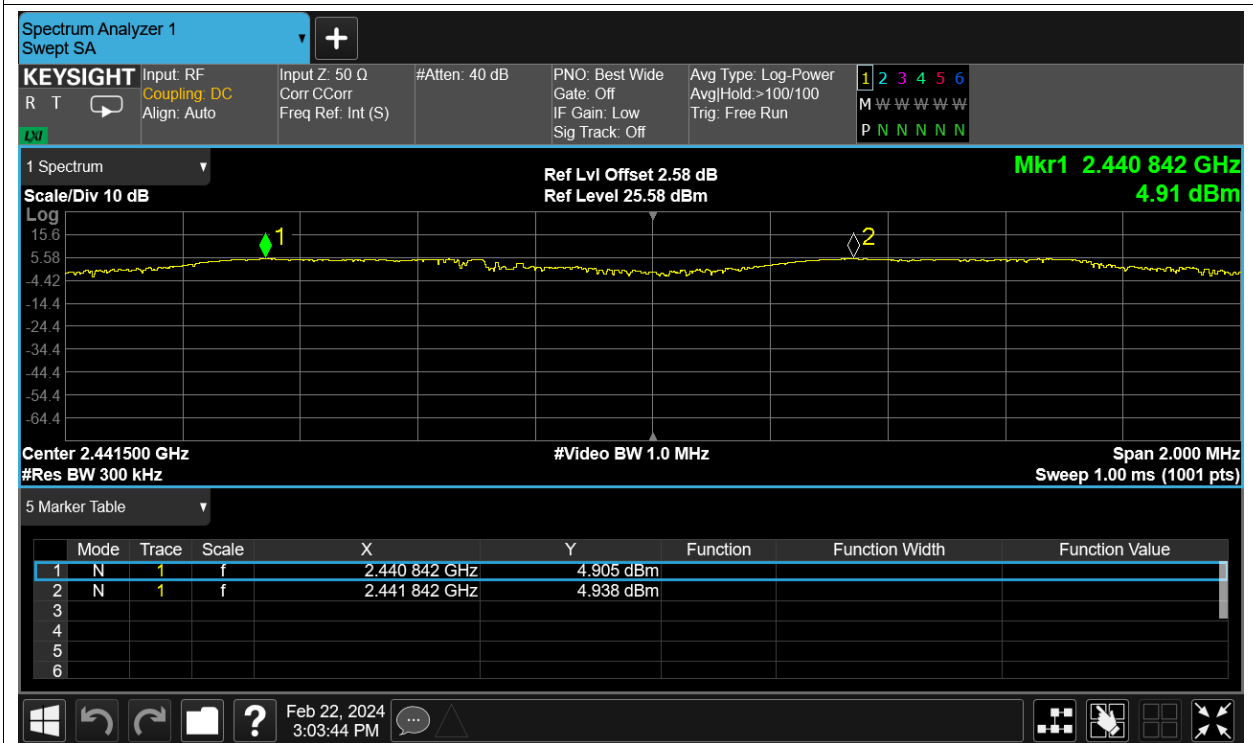 Spectrum Analyzer 1
Swept SA
+
KEYSIGHT
R T
LXI
Input: RF
Coupling: DC
Align: Auto
Input Z: 50 Ω
Corr CCorr
Freq Ref: Int (S)
#Atten: 40 dB
PNO: Best Wide
Gate: Off
IF Gain: Low
Sig Track: Off
Avg Type: Log-Power
Avg|Hold:>100/100
Trig: Free Run
1 2 3 4 5 6
M W W W W W
P N N N N N
1 Spectrum
Scale/Div 10 dB
Ref Lvl Offset 2.58 dB
Ref Level 25.58 dBm
Mkr1 2.440 842 GHz
4.91 dBm
Log
15.6
5.58
-4.42
-14.4
-24.4
-34.4
-44.4
-54.4
-64.4
1
2
Center 2.441500 GHz
#Video BW 1.0 MHz
Span 2.000 MHz
#Res BW 300 kHz
Sweep 1.00 ms (1001 pts)
5 Marker Table
Mode Trace Scale X Y Function Function Width Function Value
1 N 1 f 2.440 842 GHz 4.905 dBm
2 N 1 f 2.441 842 GHz 4.938 dBm
3
4
5
6
?
Feb 22, 2024
3:03:44 PM